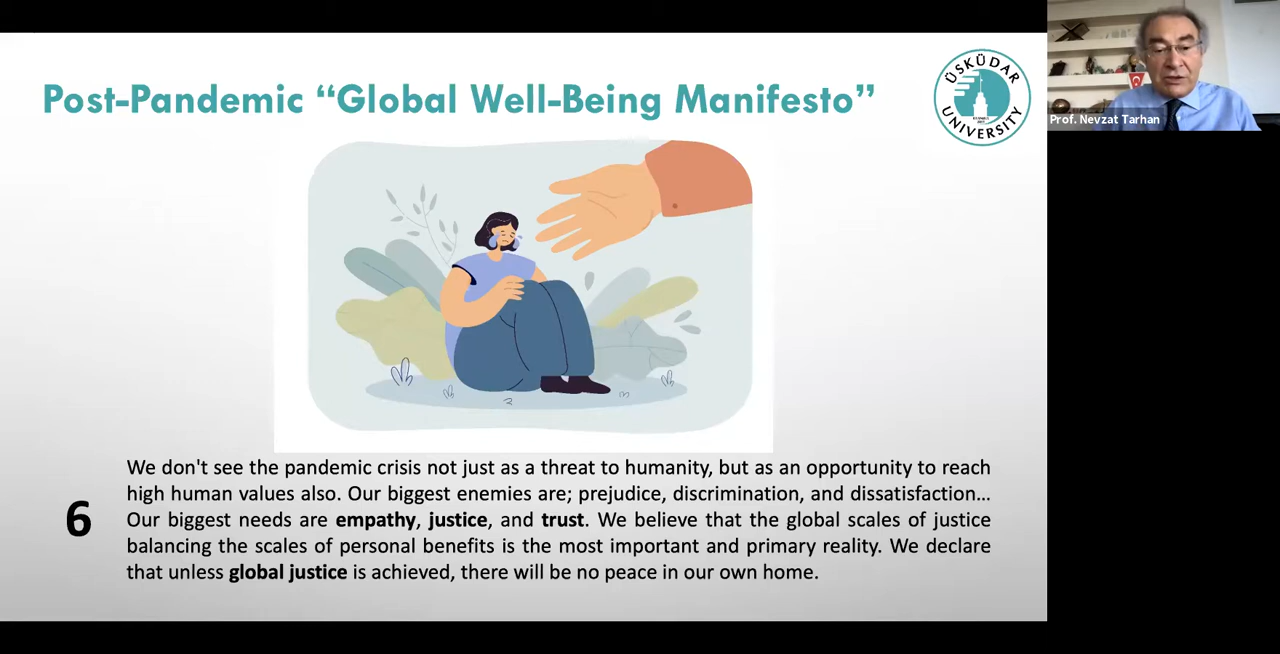 Post-Pandemic “Global Well-Being Manifesto”
ÜSKÜDAR
UNIVERSITY
Prof. Nevzat Tarhan
6
We don't see the pandemic crisis not just as a threat to humanity, but as an opportunity to reach
high human values also. Our biggest enemies are; prejudice, discrimination, and dissatisfaction...
Our biggest needs are empathy, justice, and trust. We believe that the global scales of justice
balancing the scales of personal benefits is the most important and primary reality. We declare
that unless global justice is achieved, there will be no peace in our own home.